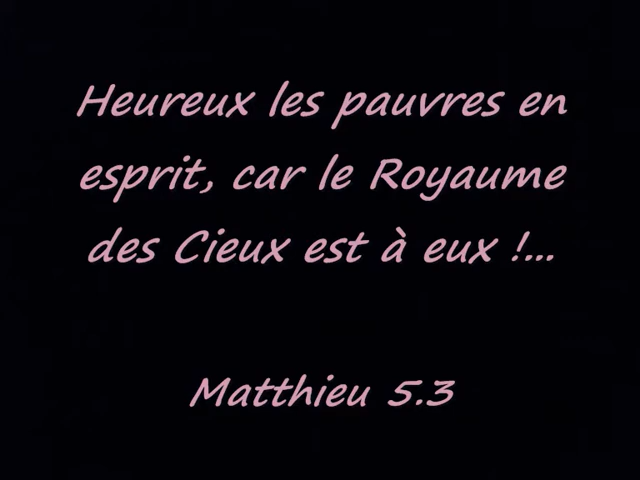 Heureux les pauvres en
esprit, car le Royaume
des Cieux est à eux !...
Matthieu 5.3